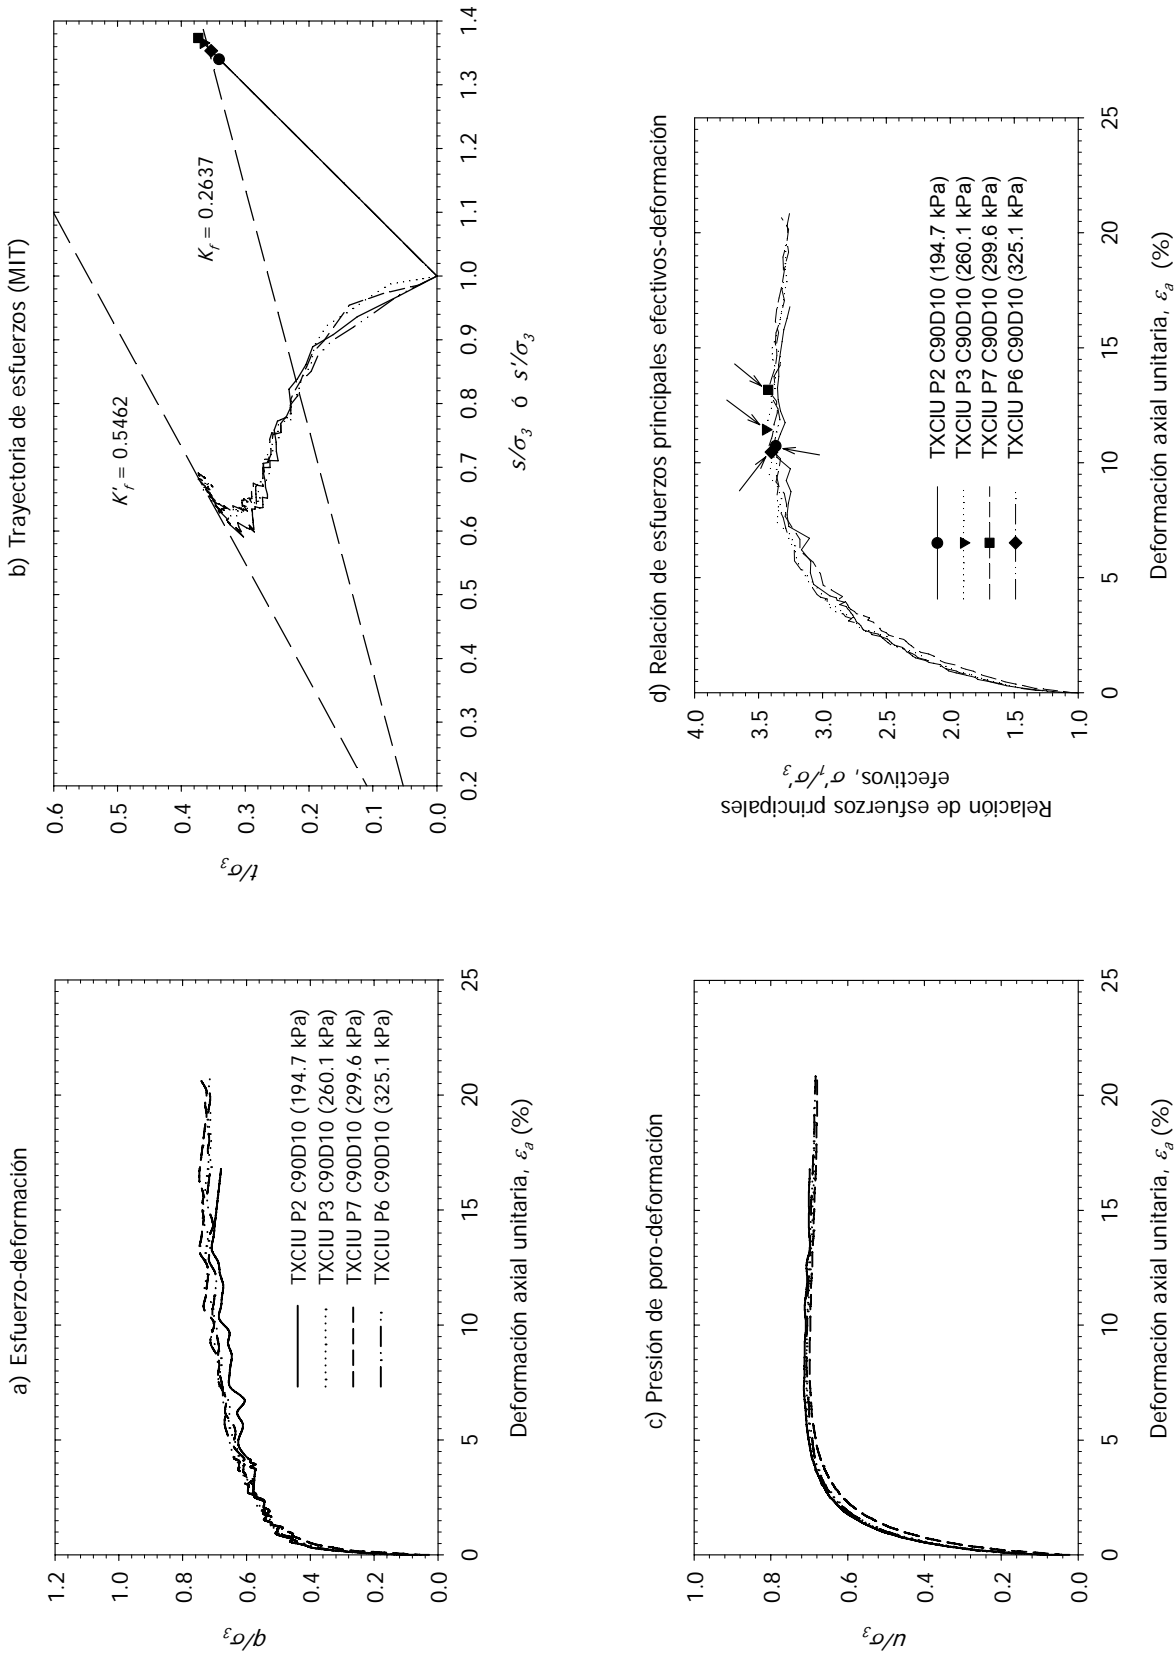 a) Esfuerzo-deformación
1.2
1.0
0.8
0.6
0.4
0.2
0.0
q/σ3
0
5
10
15
20
25
Deformación axial unitaria, εa (%)
TXCIU P2 C90D10 (194.7 kPa)
TXCIU P3 C90D10 (260.1 kPa)
TXCIU P7 C90D10 (299.6 kPa)
TXCIU P6 C90D10 (325.1 kPa)
b) Trayectoria de esfuerzos (MIT)
0.6
0.5
0.4
0.3
0.2
0.1
0.0
t/σ3
0.2
0.3
0.4
0.5
0.6
0.7
0.8
0.9
1.0
1.1
1.2
1.3
1.4
s/σ3 ó s'/σ3
K'f = 0.5462
Kf = 0.2637
c) Presión de poro-deformación
1.0
0.8
0.6
0.4
0.2
0.0
u/σ3
0
5
10
15
20
25
Deformación axial unitaria, εa (%)
d) Relación de esfuerzos principales efectivos-deformación
4.0
3.5
3.0
2.5
2.0
1.5
1.0
Relación de esfuerzos principales
efectivos, σ'1/σ'3
0
5
10
15
20
25
Deformación axial unitaria, εa (%)
TXCIU P2 C90D10 (194.7 kPa)
TXCIU P3 C90D10 (260.1 kPa)
TXCIU P7 C90D10 (299.6 kPa)
TXCIU P6 C90D10 (325.1 kPa)